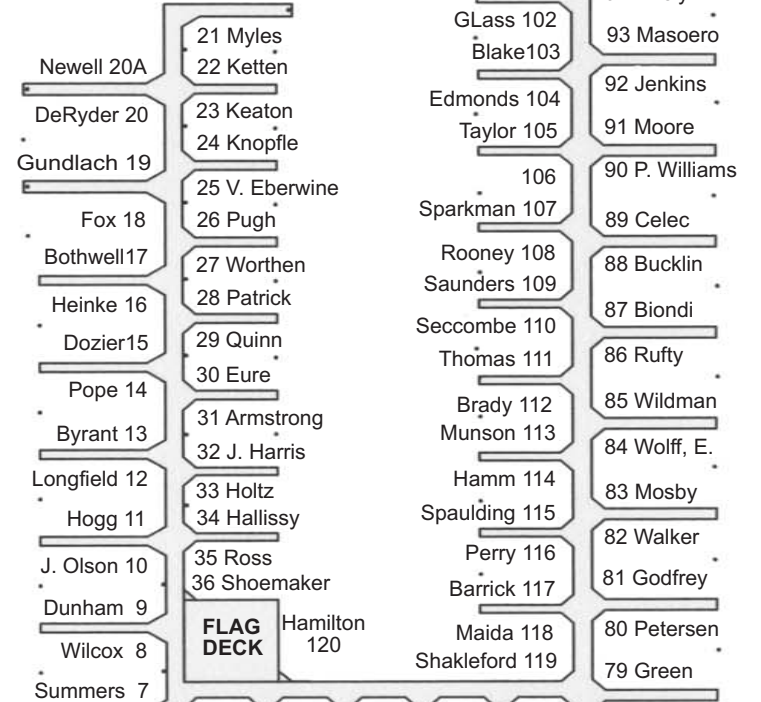 Newell 20A
DeRyder 20
Gundlach 19
Fox 18
Bothwell17
Heinke 16
Dozier15
Pope 14
Byrant 13
Longfield 12
Hogg 11
J. Olson 10
Dunham 9
Wilcox 8
Summers 7
21 Myles
22 Ketten
23 Keaton
24 Knopfle
25 V. Eberwine
26 Pugh
27 Worthen
28 Patrick
29 Quinn
30 Eure
31 Armstrong
32 J. Harris
33 Holtz
34 Hallissy
35 Ross
36 Shoemaker
FLAG
DECK
Hamilton
120
GLass 102
Blake103
Edmonds 104
Taylor 105
106
Sparkman 107
Rooney 108
Saunders 109
Seccombe 110
Thomas 111
Brady 112
Munson 113
Hamm 114
Spaulding 115
Perry 116
Barrick 117
Maida 118
Shakleford 119
93 Masoero
92 Jenkins
91 Moore
90 P. Williams
89 Celec
88 Bucklin
87 Biondi
86 Rufty
85 Wildman
84 Wolff, E.
83 Mosby
82 Walker
81 Godfrey
80 Petersen
79 Green